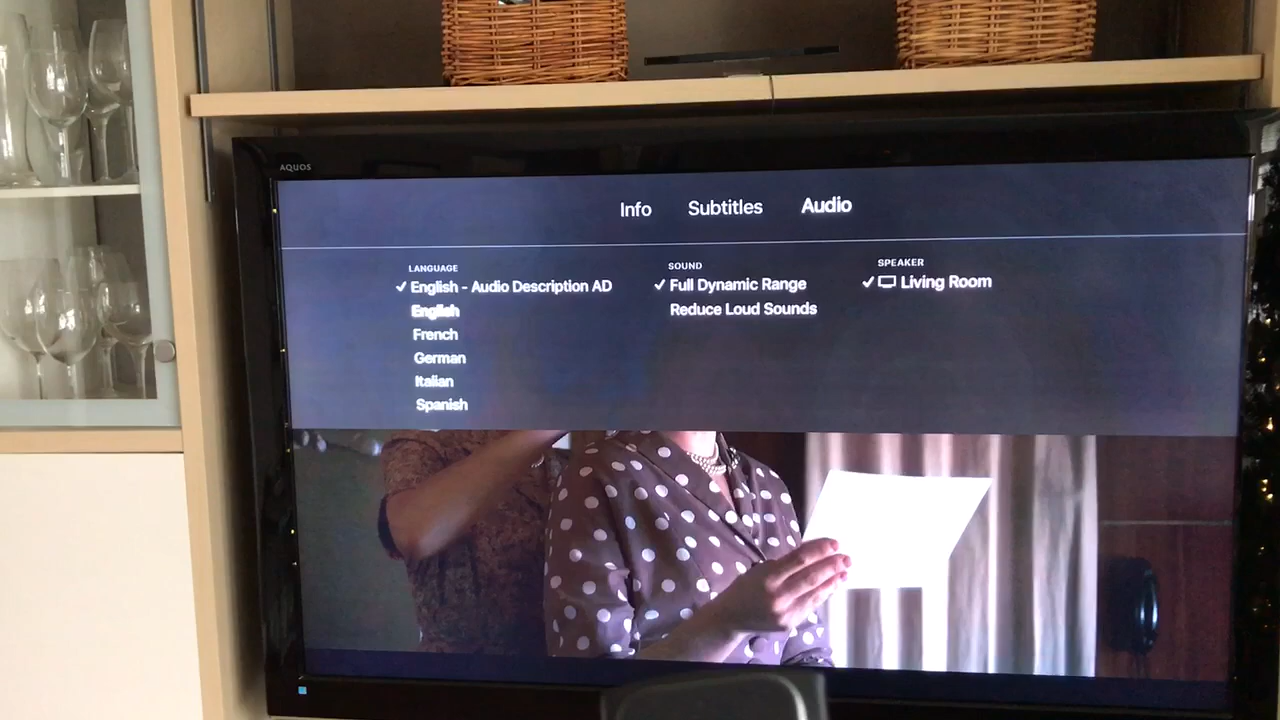 AQUOS
Info Subtitles Audio
LANGUAGE
✓ English - Audio Description AD
English
French
German
Italian
Spanish
SOUND
✓ Full Dynamic Range
Reduce Loud Sounds
SPEAKER
✓ Living Room